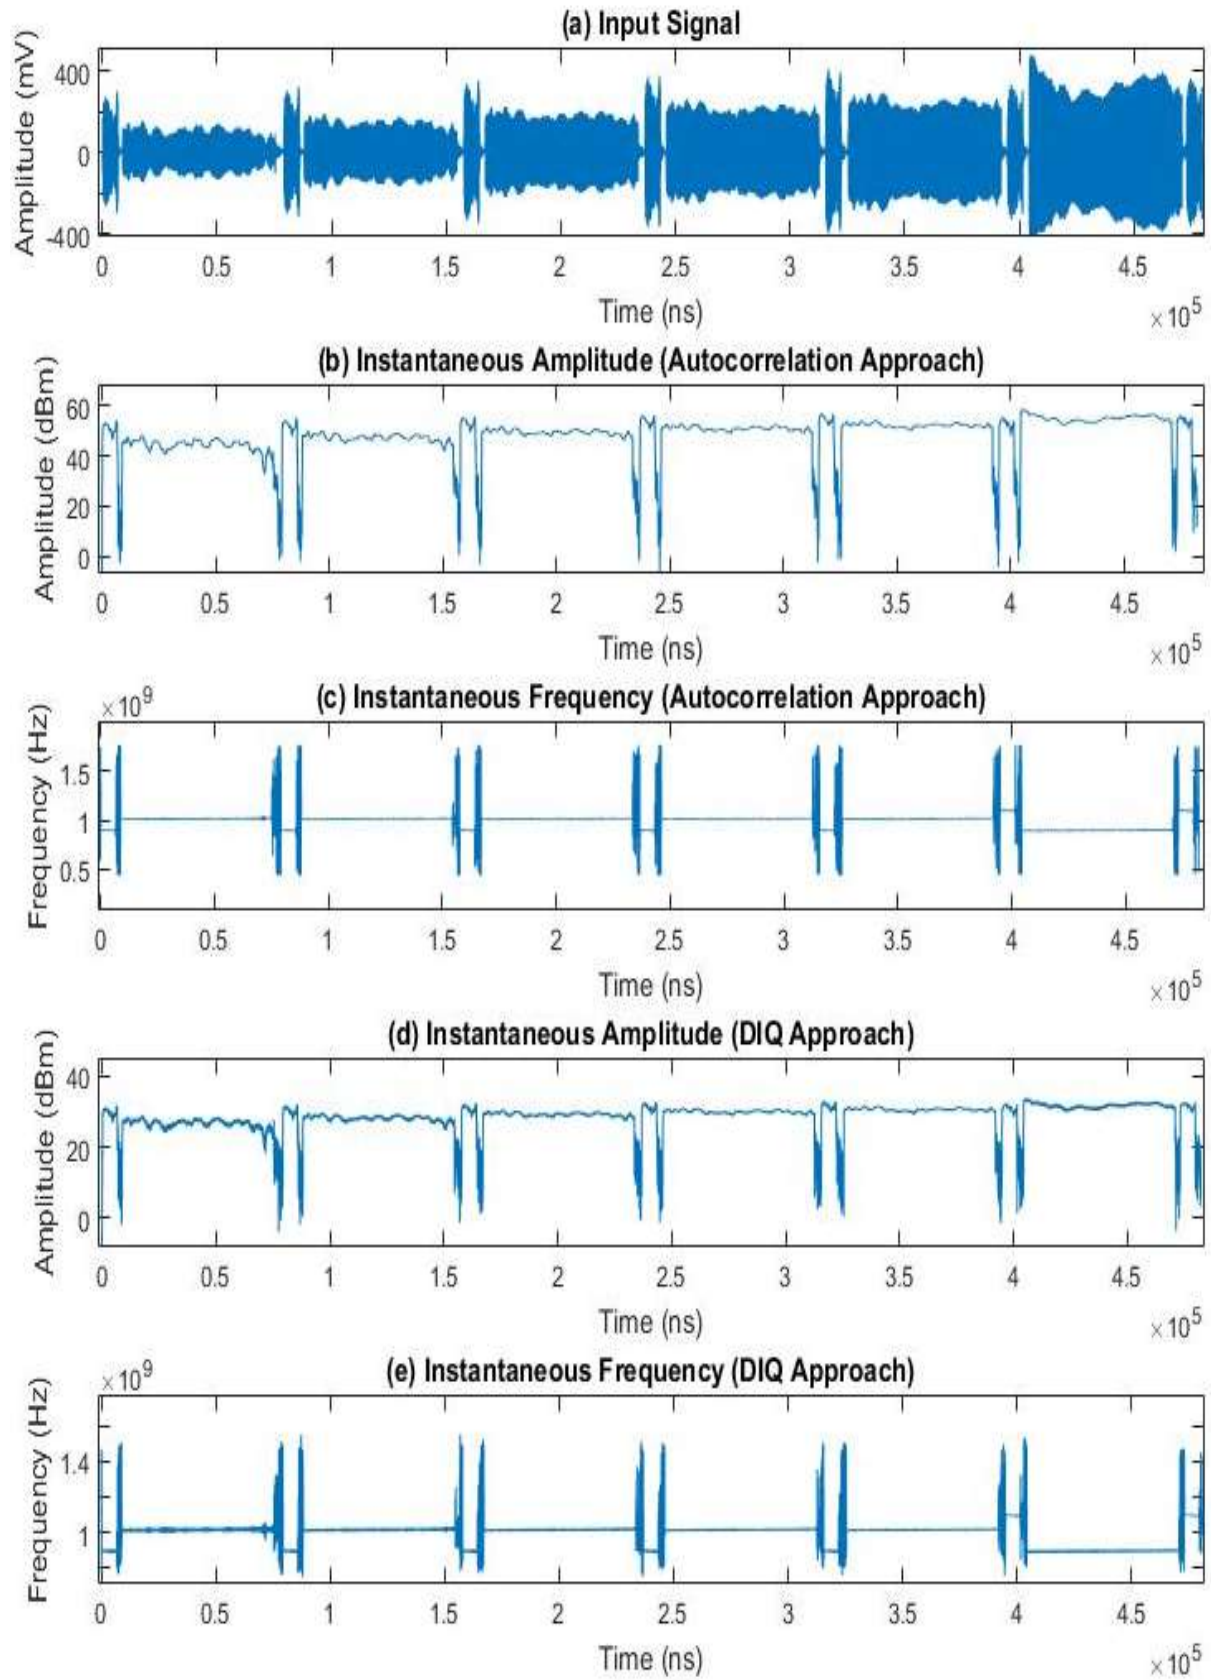 (a) Input Signal
Amplitude (mV)
400
0
-400
0 0.5 1 1.5 2 2.5 3 3.5 4 4.5
Time (ns)
×10^5
(b) Instantaneous Amplitude (Autocorrelation Approach)
Amplitude (dBm)
60
40
20
0
0 0.5 1 1.5 2 2.5 3 3.5 4 4.5
Time (ns)
×10^5
(c) Instantaneous Frequency (Autocorrelation Approach)
×10^9
Frequency (Hz)
1.5
1
0.5
0 0.5 1 1.5 2 2.5 3 3.5 4 4.5
Time (ns)
×10^5
(d) Instantaneous Amplitude (DIQ Approach)
Amplitude (dBm)
40
20
0
0 0.5 1 1.5 2 2.5 3 3.5 4 4.5
Time (ns)
×10^5
(e) Instantaneous Frequency (DIQ Approach)
×10^9
Frequency (Hz)
1.4
1
0 0.5 1 1.5 2 2.5 3 3.5 4 4.5
Time (ns)
×10^5